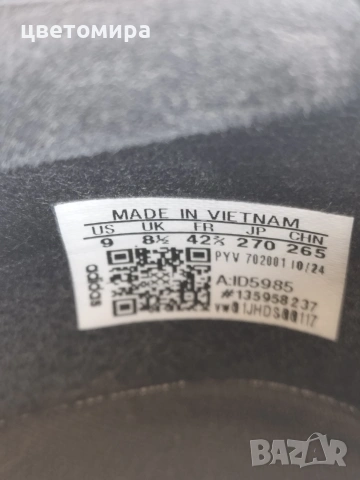 цветомира
MADE IN VIETNAM
US UK FR JP CHN
9 8½ 42⅔ 270 265
PYV 702001 10/24
A:ID5985
#135958237
adidas
BAZAR